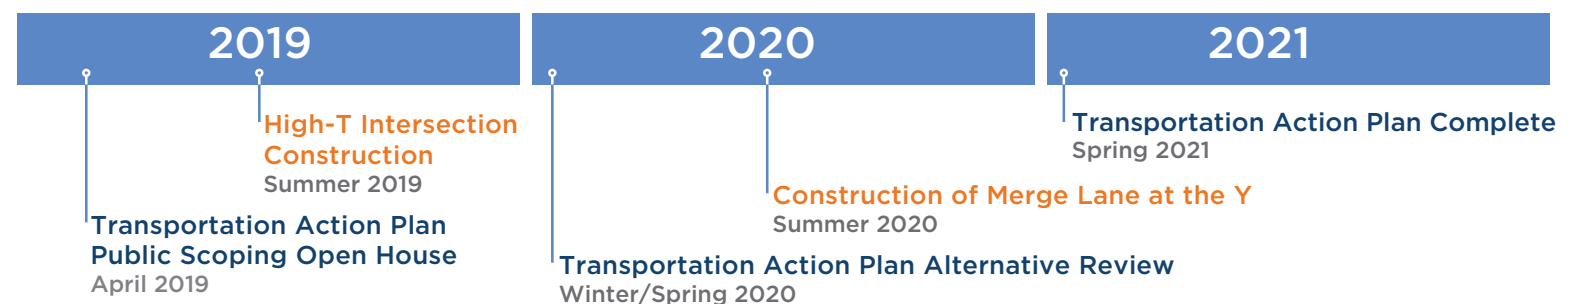 2019
2020
2021
High-T Intersection
Construction
Summer 2019
Transportation Action Plan
Public Scoping Open House
April 2019
Construction of Merge Lane at the Y
Summer 2020
Transportation Action Plan Alternative Review
Winter/Spring 2020
Transportation Action Plan Complete
Spring 2021